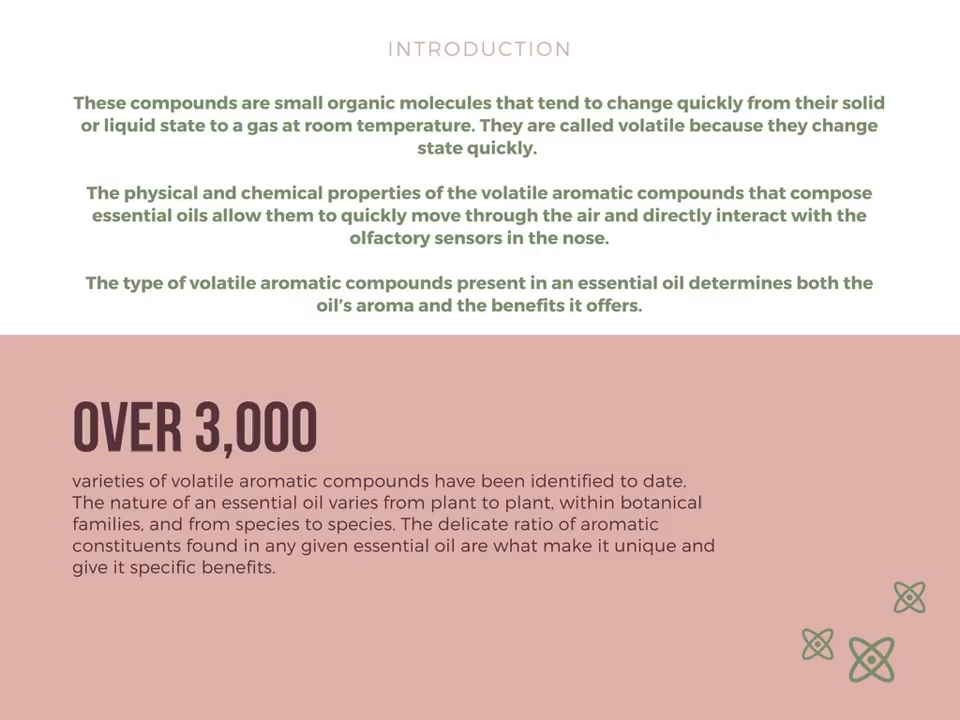 INTRODUCTION
These compounds are small organic molecules that tend to change quickly from their solid
or liquid state to a gas at room temperature. They are called volatile because they change
state quickly.
The physical and chemical properties of the volatile aromatic compounds that compose
essential oils allow them to quickly move through the air and directly interact with the
olfactory sensors in the nose.
The type of volatile aromatic compounds present in an essential oil determines both the
oil’s aroma and the benefits it offers.
OVER 3,000
varieties of volatile aromatic compounds have been identified to date.
The nature of an essential oil varies from plant to plant, within botanical
families, and from species to species. The delicate ratio of aromatic
constituents found in any given essential oil are what make it unique and
give it specific benefits.